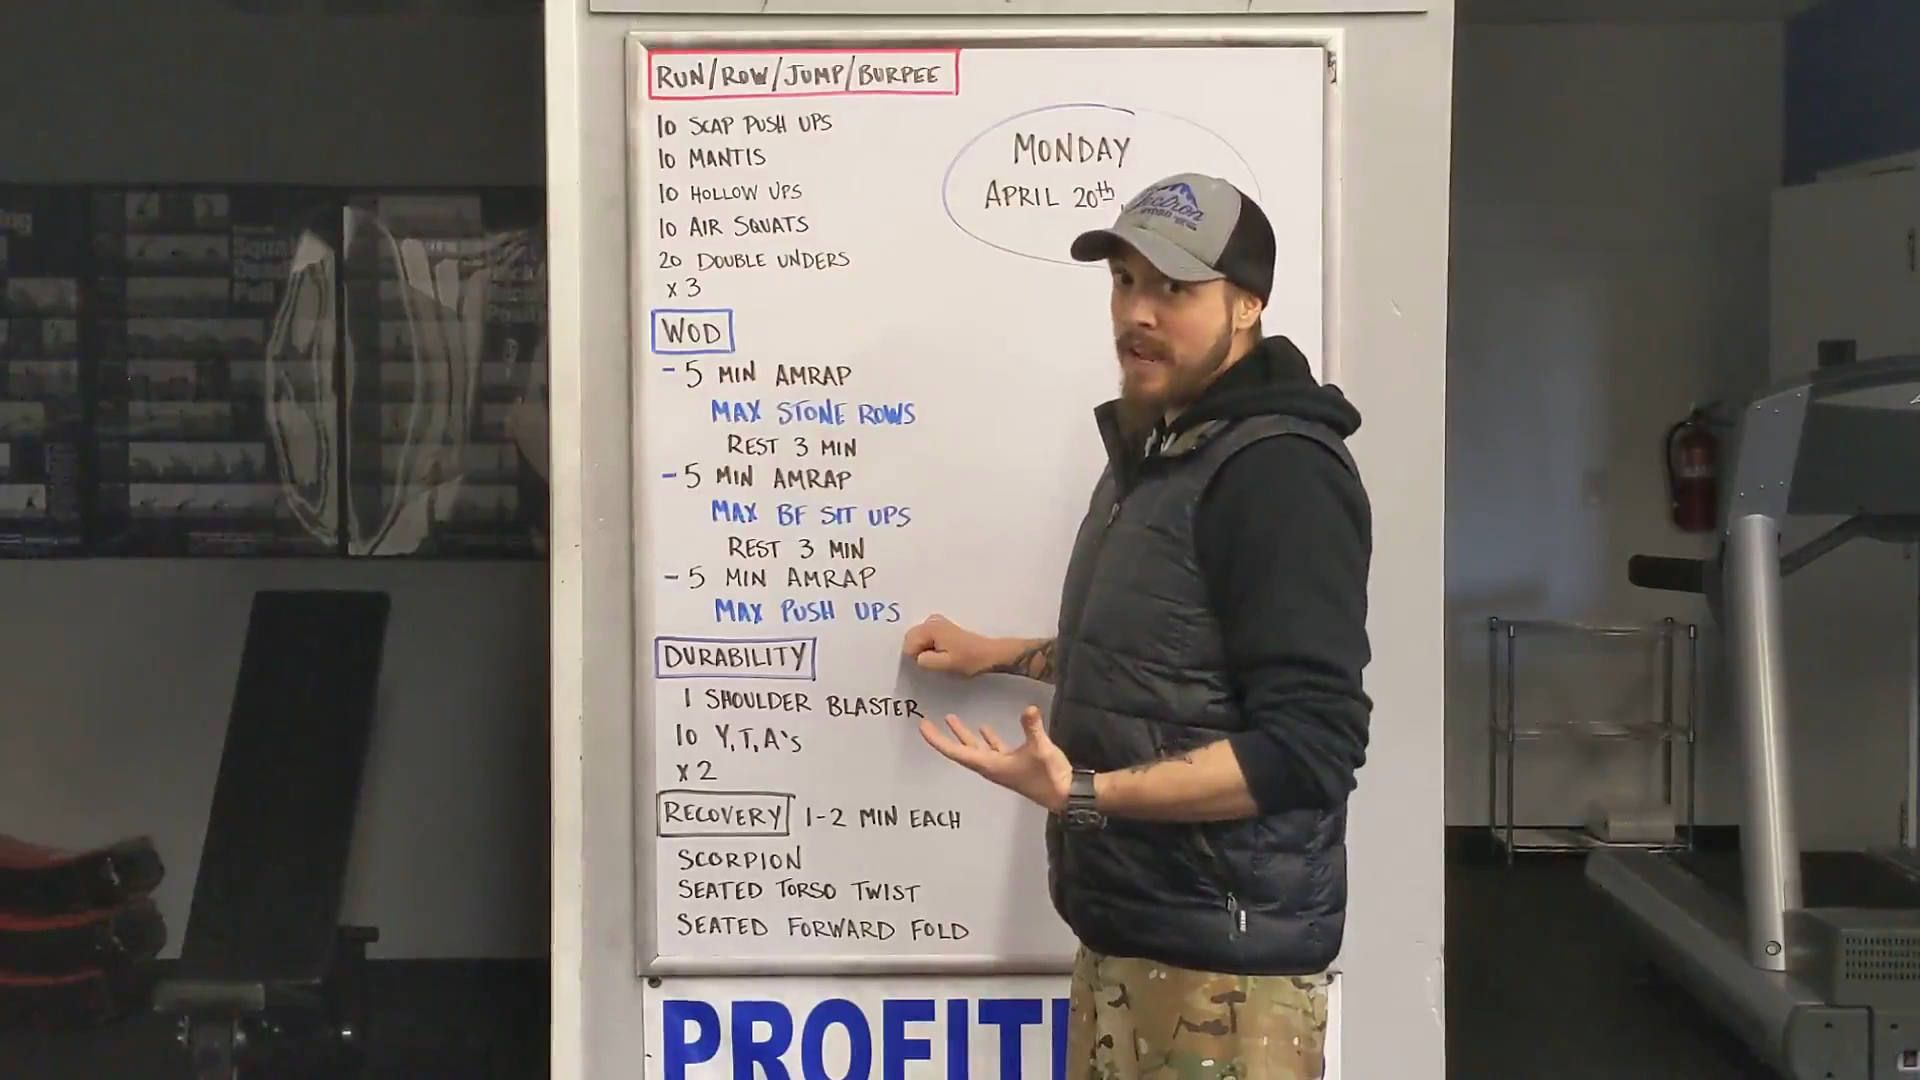 RUN/ROW/JUMP/BURPEE
10 SCAP PUSH UPS
10 MANTIS
10 HOLLOW UPS
10 AIR SQUATS
20 DOUBLE UNDERS
x 3
MONDAY
APRIL 20th
WOD
- 5 MIN AMRAP
MAX STONE ROWS
REST 3 MIN
- 5 MIN AMRAP
MAX BF SIT UPS
REST 3 MIN
- 5 MIN AMRAP
MAX PUSH UPS
DURABILITY
1 SHOULDER BLASTER
10 Y,T,A's
x 2
RECOVERY 1-2 MIN EACH
SCORPION
SEATED TORSO TWIST
SEATED FORWARD FOLD
PROFIT